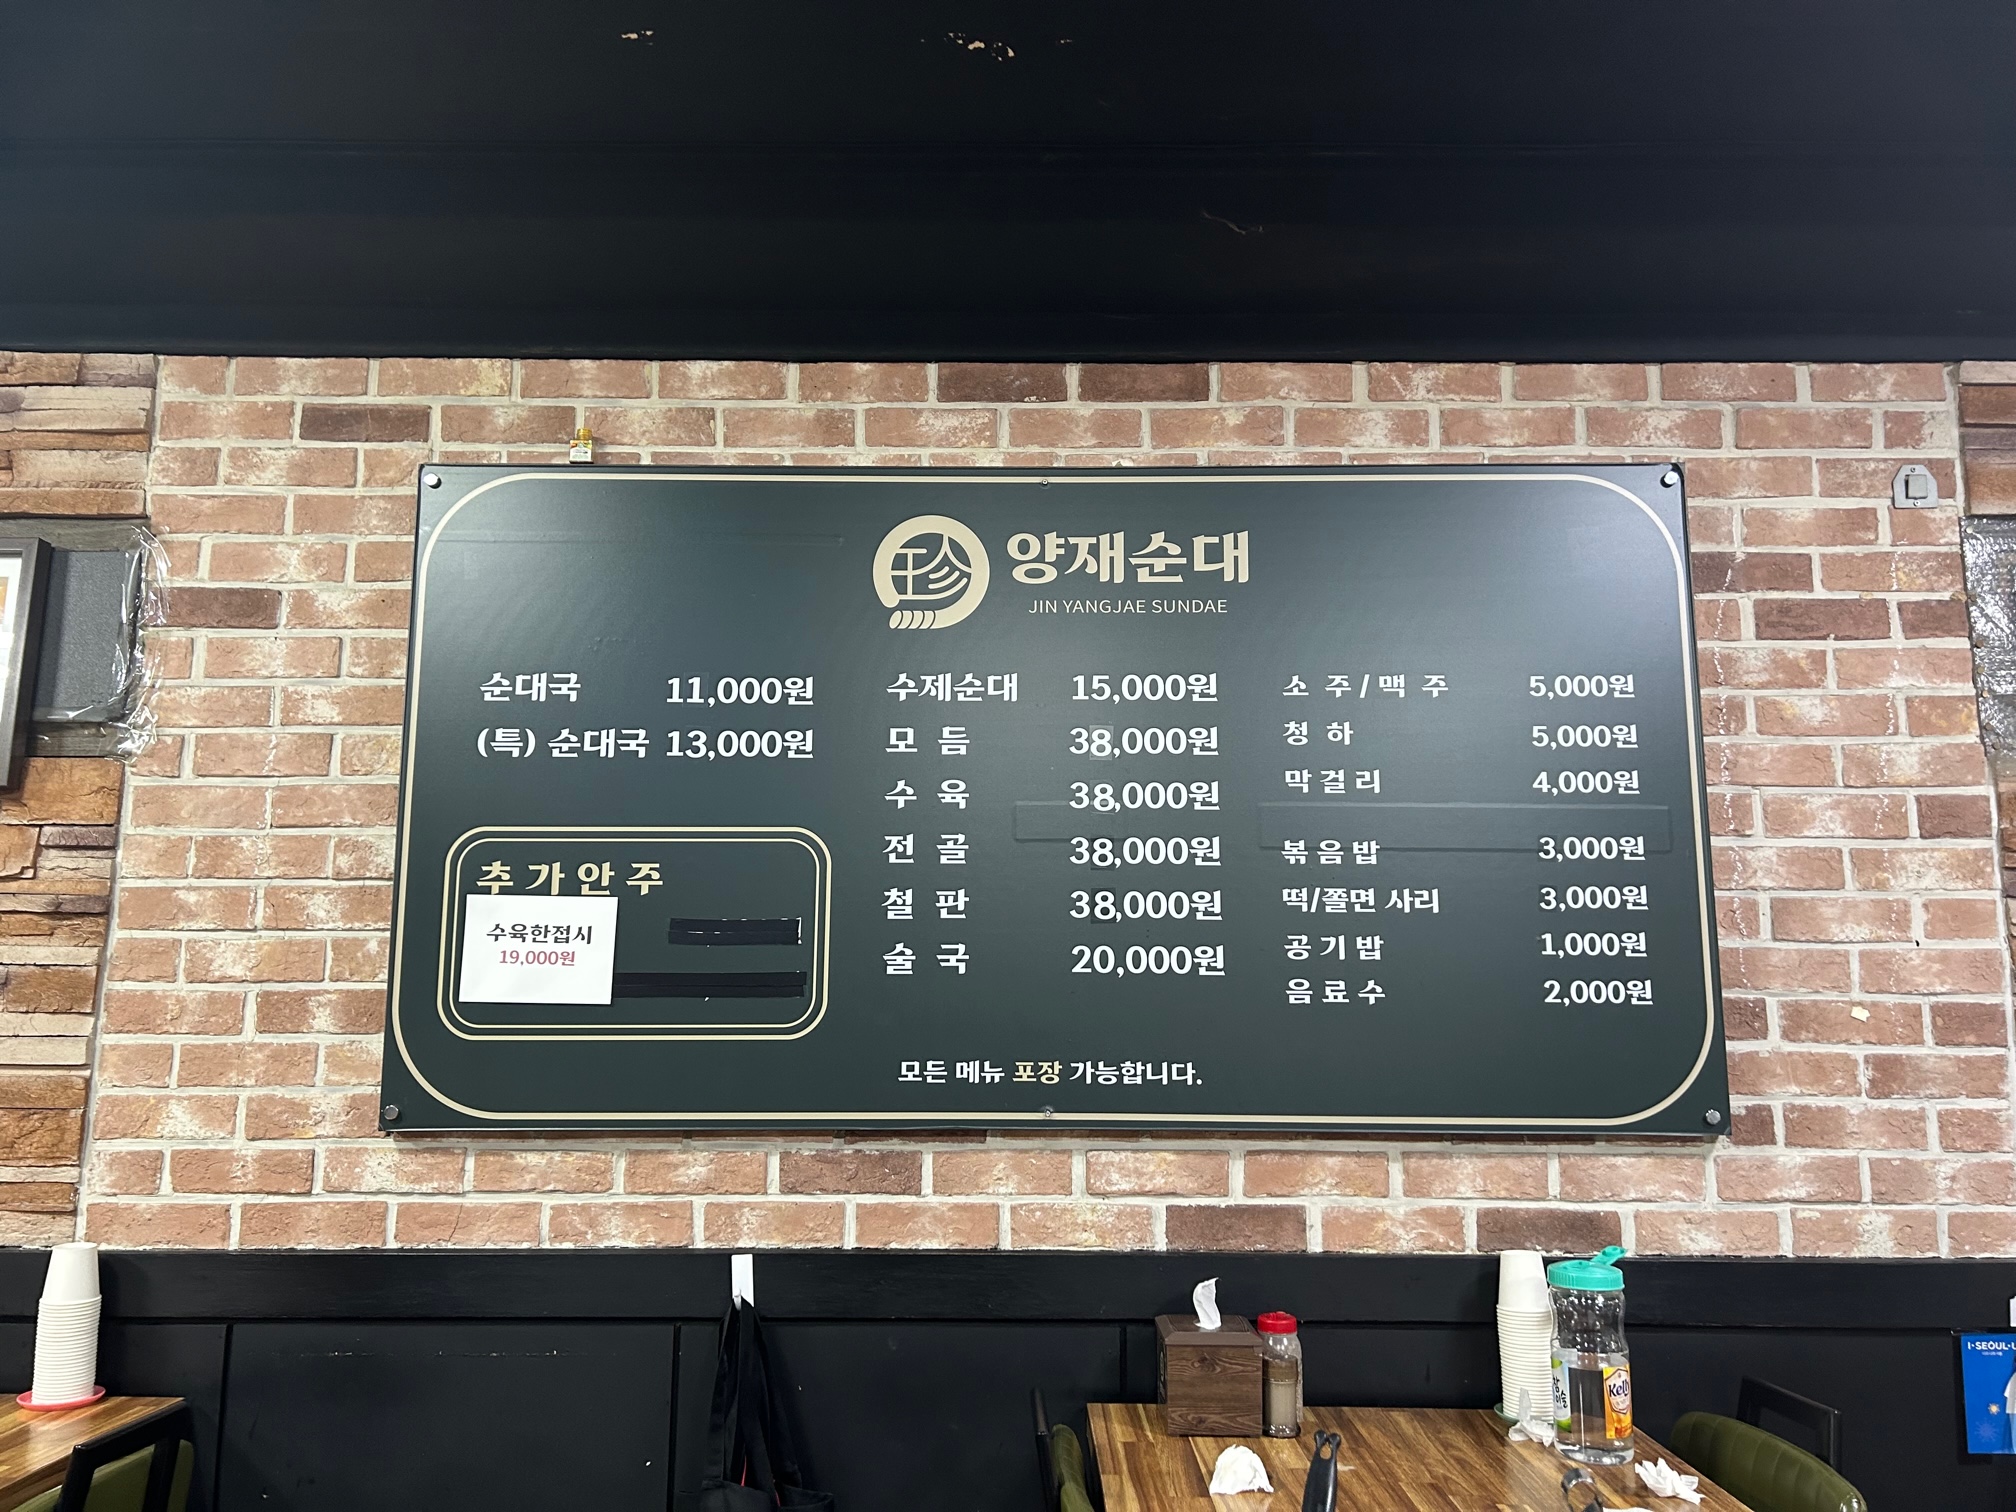 珍 양재순대
JIN YANGJAE SUNDAE
순대국 11,000원
(특) 순대국 13,000원
추가안주
수육한접시
19,000원
수제순대 15,000원
모듬 38,000원
수육 38,000원
전골 38,000원
철판 38,000원
술국 20,000원
소주/맥주 5,000원
청하 5,000원
막걸리 4,000원
볶음밥 3,000원
떡/쫄면 사리 3,000원
공기밥 1,000원
음료수 2,000원
모든 메뉴 포장 가능합니다.
Kelly
I·SEOUL·U